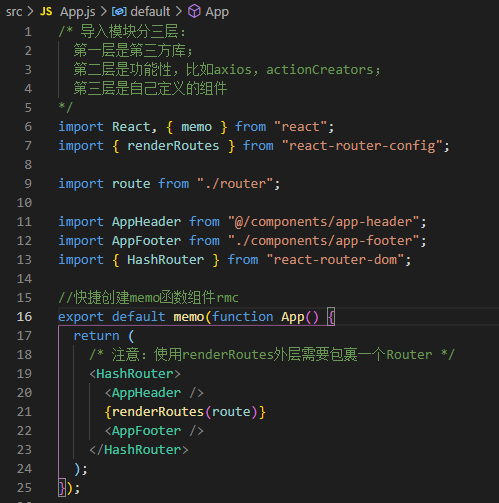 src > JS App.js > default > App
1 /* 导入模块分三层:
2 第一层是第三方库;
3 第二层是功能性, 比如axios, actionCreators;
4 第三层是自己定义的组件
5 */
6 import React, { memo } from "react";
7 import { renderRoutes } from "react-router-config";
8
9 import route from "./router";
10
11 import AppHeader from "@/components/app-header";
12 import AppFooter from "./components/app-footer";
13 import { HashRouter } from "react-router-dom";
14
15 //快捷创建memo函数组件rmc
16 export default memo(function App() {
17 return (
18 /* 注意: 使用renderRoutes外层需要包裹一个Router */
19 <HashRouter>
20 <AppHeader />
21 {renderRoutes(route)}
22 <AppFooter />
23 </HashRouter>
24 );
25 });
26